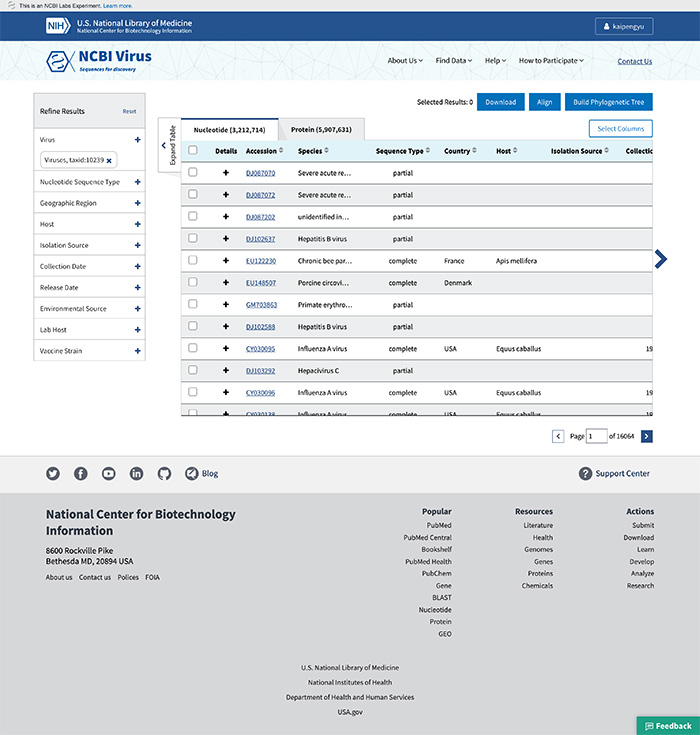 This is an NCBI Labs Experiment. Learn more.
NIH
U.S. National Library of Medicine
National Center for Biotechnology Information
kaipengyu
NCBI Virus
Sequences for discovery
About Us
Find Data
Help
How to Participate
Contact Us
Refine Results
Reset
Virus
Viruses, taxid:10239
Nucleotide Sequence Type
Geographic Region
Host
Isolation Source
Collection Date
Release Date
Environmental Source
Lab Host
Vaccine Strain
Selected Results: 0
Download
Align
Build Phylogenetic Tree
Expand Table
Nucleotide (3,212,714)
Protein (5,907,631)
Select Columns
Details Accession Species Sequence Type Country Host Isolation Source Collectio
DJ087070 Severe acute re... partial
DJ087072 Severe acute re... partial
DJ087202 unidentified in... partial
DJ102637 Hepatitis B virus partial
EU122230 Chronic bee par... complete France Apis mellifera
EU148507 Porcine circovi... complete Denmark
GM703863 Primate erythro... partial
DJ102588 Hepatitis B virus partial
CY030095 Influenza A virus complete USA Equus caballus 19
DJ103292 Hepacivirus C partial
CY030096 Influenza A virus complete USA Equus caballus 19
CY030138 Influenza A virus complete USA Equus caballus 19
Page 1 of 16064
Blog
Support Center
National Center for Biotechnology
Information
8600 Rockville Pike
Bethesda MD, 20894 USA
About us Contact us Polices FOIA
Popular
PubMed
PubMed Central
Bookshelf
PubMed Health
PubChem
Gene
BLAST
Nucleotide
Protein
GEO
Resources
Literature
Health
Genomes
Genes
Proteins
Chemicals
Actions
Submit
Download
Learn
Develop
Analyze
Research
U.S. National Library of Medicine
National Institutes of Health
Department of Health and Human Services
USA.gov
Feedback